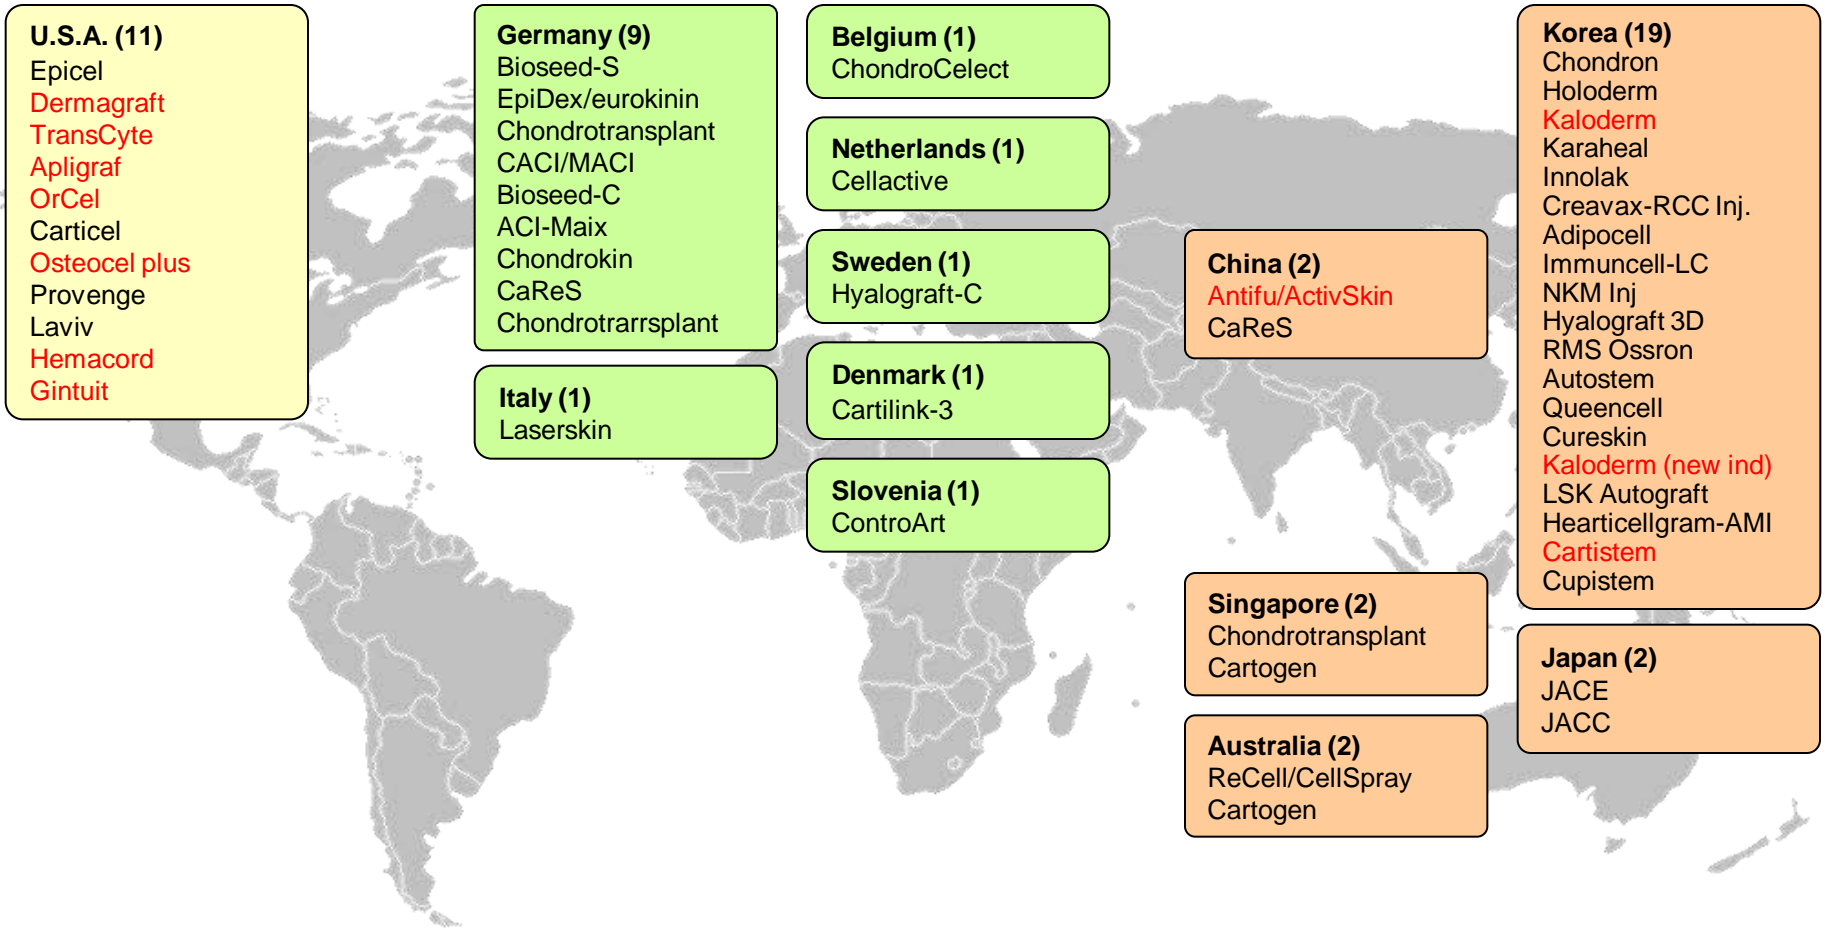 U.S.A. (11)
Epicel
Dermagraft
TransCyte
Apligraf
OrCel
Carticel
Osteocel plus
Provenge
Laviv
Hemacord
Gintuit
Germany (9)
Bioseed-S
EpiDex/eurokinin
Chondrotransplant
CACI/MACI
Bioseed-C
ACI-Maix
Chondrokin
CaReS
Chondrotrarrsplant
Italy (1)
Laserskin
Belgium (1)
ChondroCelect
Netherlands (1)
Cellactive
Sweden (1)
Hyalograft-C
Denmark (1)
Cartilink-3
Slovenia (1)
ControArt
China (2)
Antifu/ActivSkin
CaReS
Singapore (2)
Chondrotransplant
Cartogen
Australia (2)
ReCell/CellSpray
Cartogen
Korea (19)
Chondron
Holoderm
Kaloderm
Karaheal
Innolak
Creavax-RCC Inj.
Adipocell
Immuncell-LC
NKM Inj
Hyalograft 3D
RMS Ossron
Autostem
Queencell
Cureskin
Kaloderm (new ind)
LSK Autograft
Hearticellgram-AMI
Cartistem
Cupistem
Japan (2)
JACE
JACC